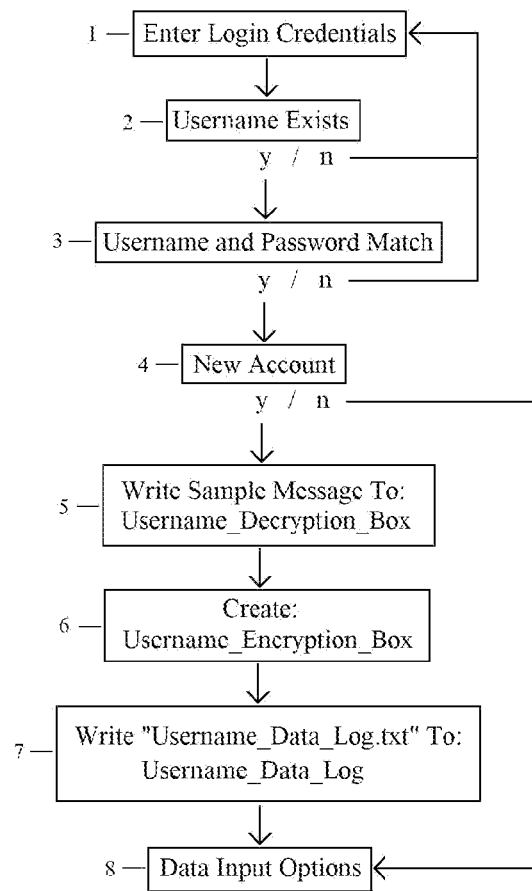 1 Enter Login Credentials
2 Username Exists
y / n
3 Username and Password Match
y / n
4 New Account
y / n
5 Write Sample Message To:
Username_Decryption_Box
6 Create:
Username_Encryption_Box
7 Write "Username_Data_Log.txt" To:
Username_Data_Log
8 Data Input Options